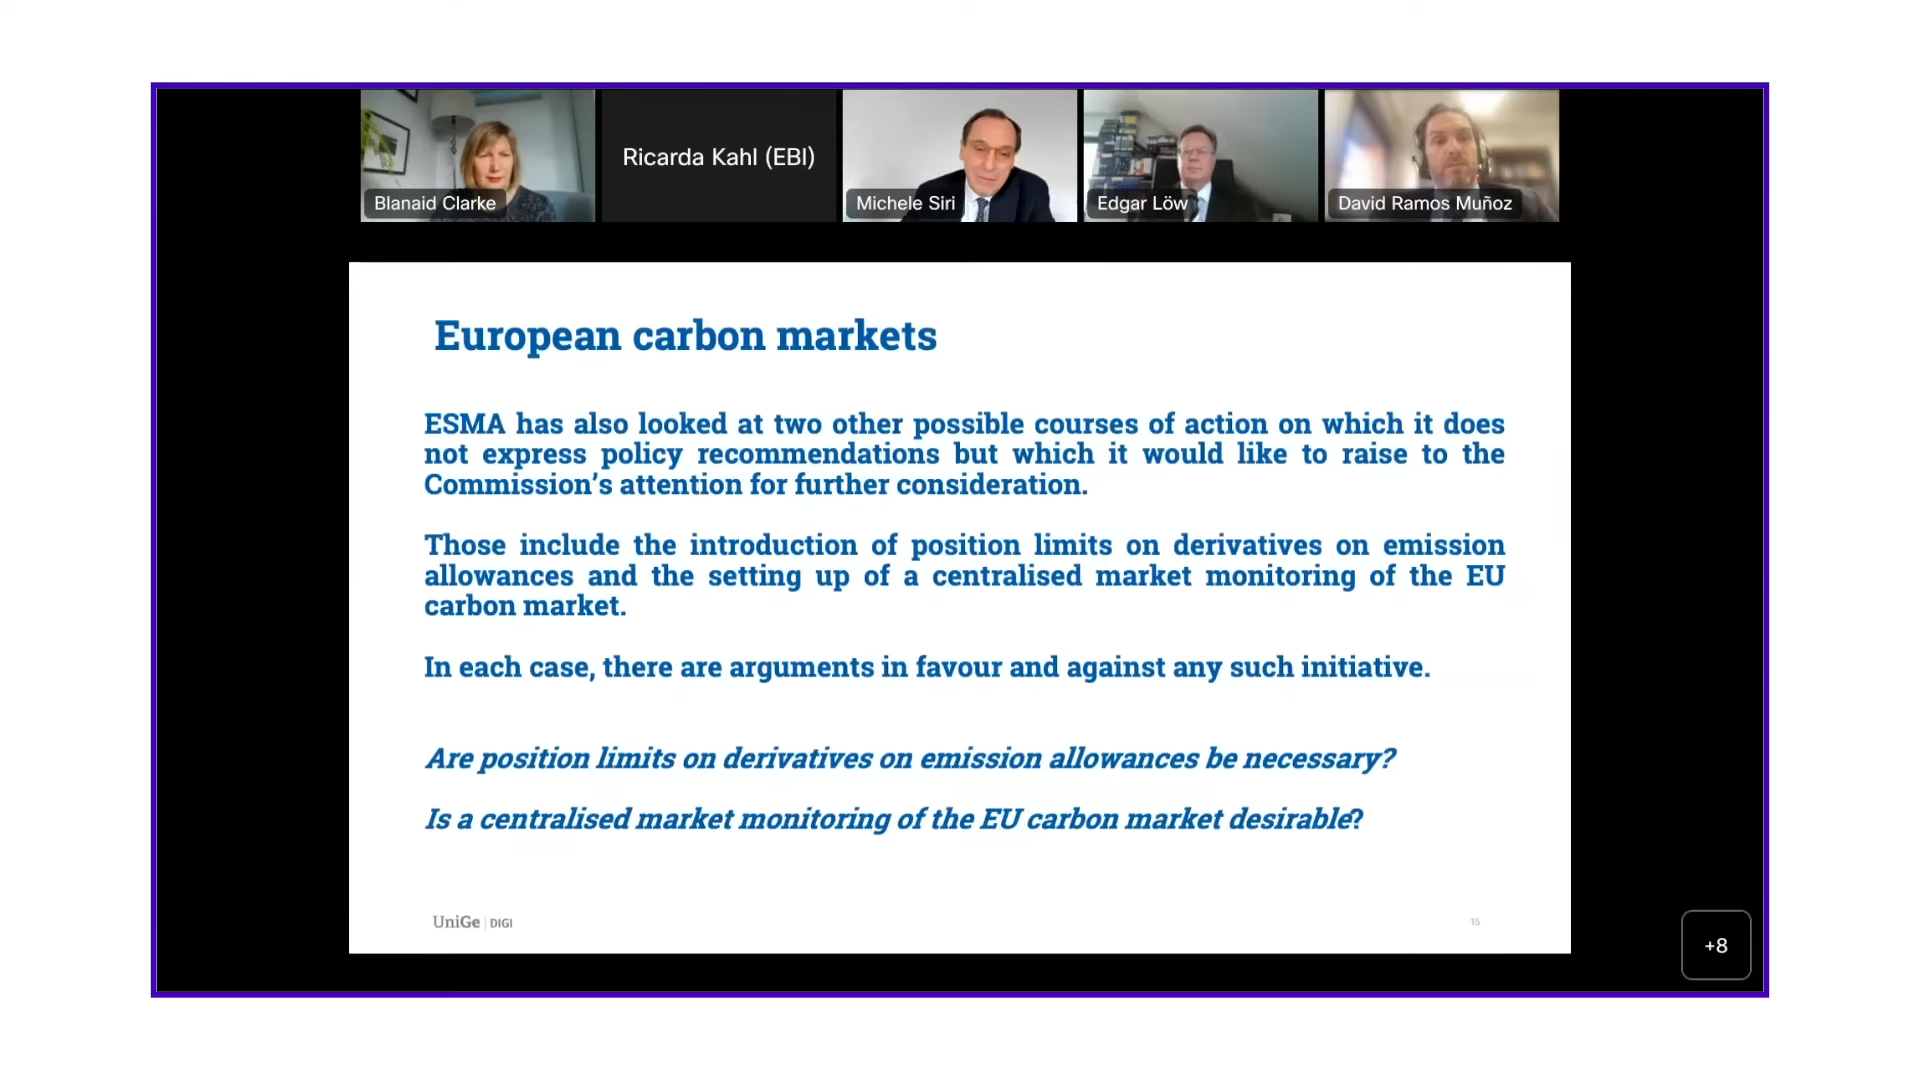 Ricarda Kahl (EBI)
Blanaid Clarke
Michele Siri
Edgar Löw
David Ramos Muñoz
European carbon markets
ESMA has also looked at two other possible courses of action on which it does
not express policy recommendations but which it would like to raise to the
Commission’s attention for further consideration.
Those include the introduction of position limits on derivatives on emission
allowances and the setting up of a centralised market monitoring of the EU
carbon market.
In each case, there are arguments in favour and against any such initiative.
Are position limits on derivatives on emission allowances be necessary?
Is a centralised market monitoring of the EU carbon market desirable?
UniGe | DIGI
15
+8